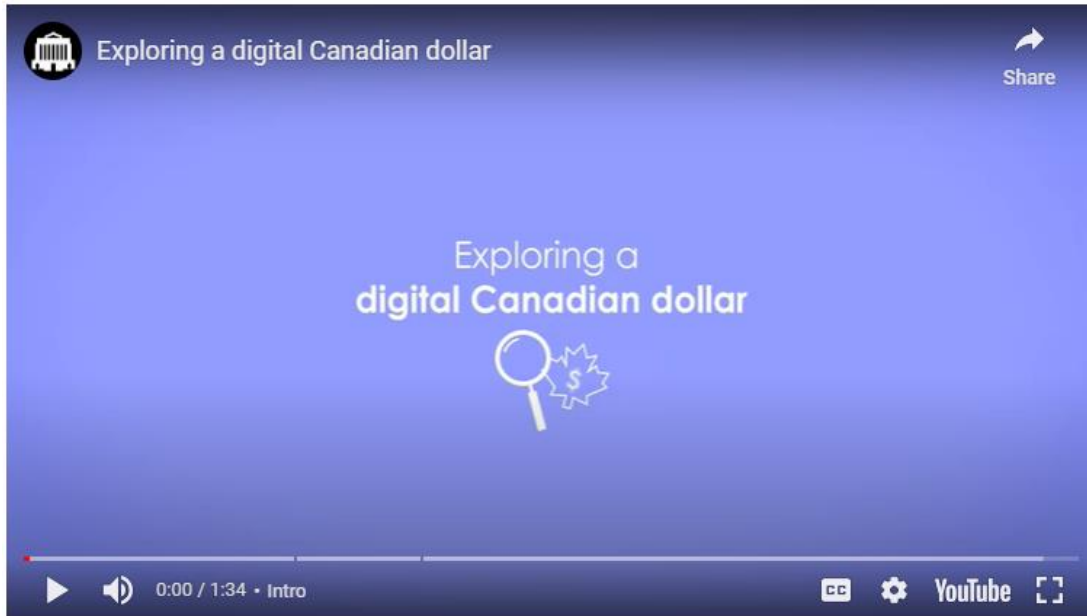 Exploring a digital Canadian dollar
Share
Exploring a
digital Canadian dollar
$
0:00 / 1:34 • Intro
CC
YouTube